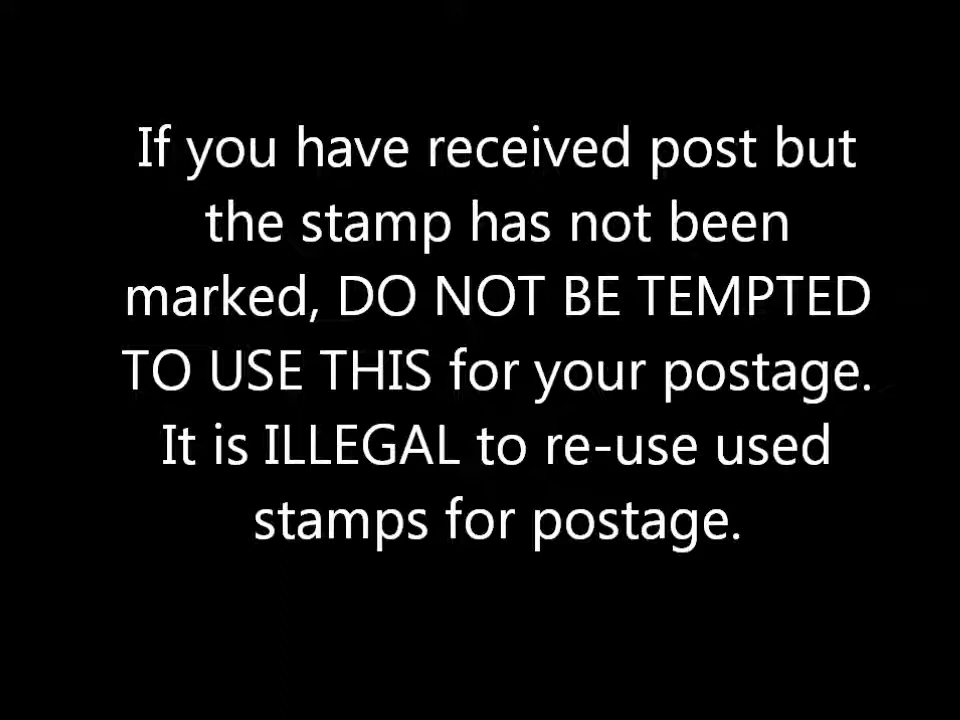 If you have received post but
the stamp has not been
marked, DO NOT BE TEMPTED
TO USE THIS for your postage.
It is ILLEGAL to re-use used
stamps for postage.